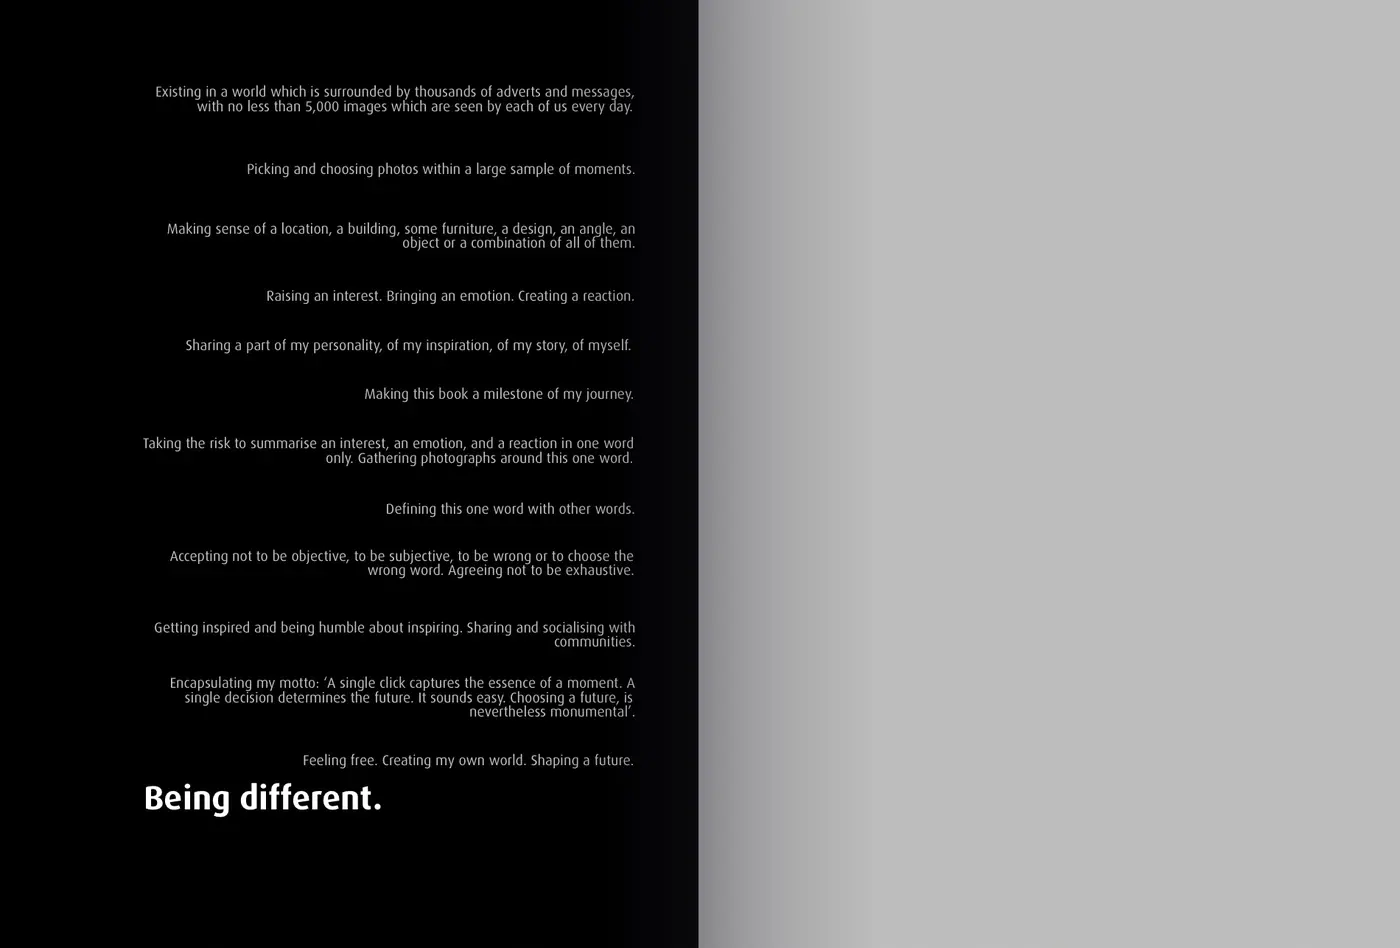 Existing in a world which is surrounded by thousands of adverts and messages,
with no less than 5,000 images which are seen by each of us every day.
Picking and choosing photos within a large sample of moments.
Making sense of a location, a building, some furniture, a design, an angle, an
object or a combination of all of them.
Raising an interest. Bringing an emotion. Creating a reaction.
Sharing a part of my personality, of my inspiration, of my story, of myself.
Making this book a milestone of my journey.
Taking the risk to summarise an interest, an emotion, and a reaction in one word
only. Gathering photographs around this one word.
Defining this one word with other words.
Accepting not to be objective, to be subjective, to be wrong or to choose the
wrong word. Agreeing not to be exhaustive.
Getting inspired and being humble about inspiring. Sharing and socialising with
communities.
Encapsulating my motto: ‘A single click captures the essence of a moment. A
single decision determines the future. It sounds easy. Choosing a future, is
nevertheless monumental’.
Feeling free. Creating my own world. Shaping a future.
Being different.